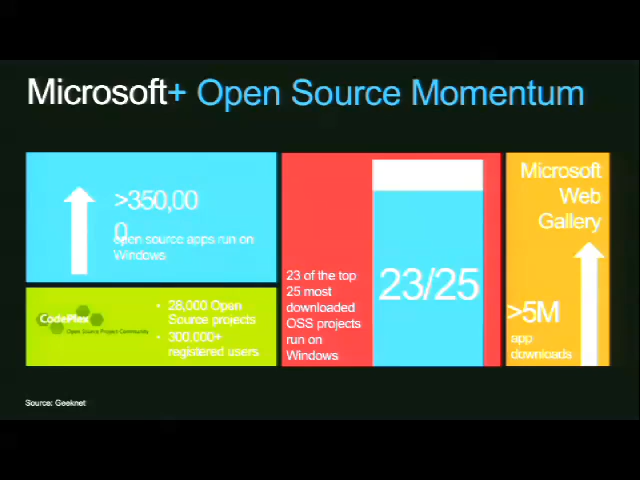 Microsoft+ Open Source Momentum
>350,00
0
open source apps run on
Windows
CodePlex
Open Source Project Community
• 28,000 Open
Source projects
• 300,000+
registered users
23 of the top
25 most
downloaded
OSS projects
run on
Windows
23/25
Microsoft
Web
Gallery
>5M
app
downloads
Source: Geeknet